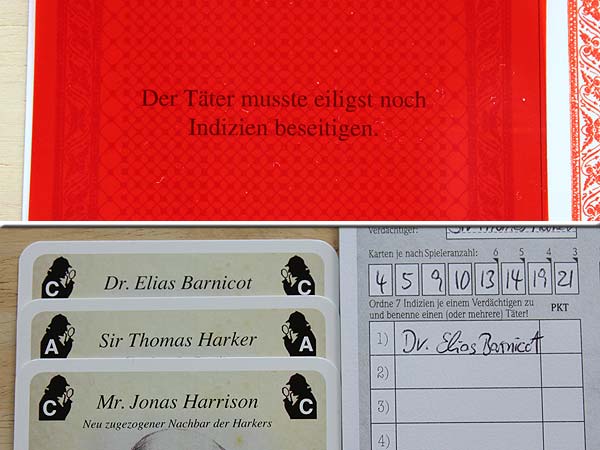 Der Täter musste eiligst noch
Indizien beseitigen.
C Dr. Elias Barnicot C
A Sir Thomas Harker A
C Mr. Jonas Harrison C
Neu zugezogener Nachbar der Harkers
Verdächtiger:
Karten je nach Spieleranzahl: 6 5 4 3
4 5 9 10 13 14 19 21
Ordne 7 Indizien je einem Verdächtigen zu
und benenne einen (oder mehrere) Täter! PKT
1) Dr. Elias Barnicot
2)
3)
4)